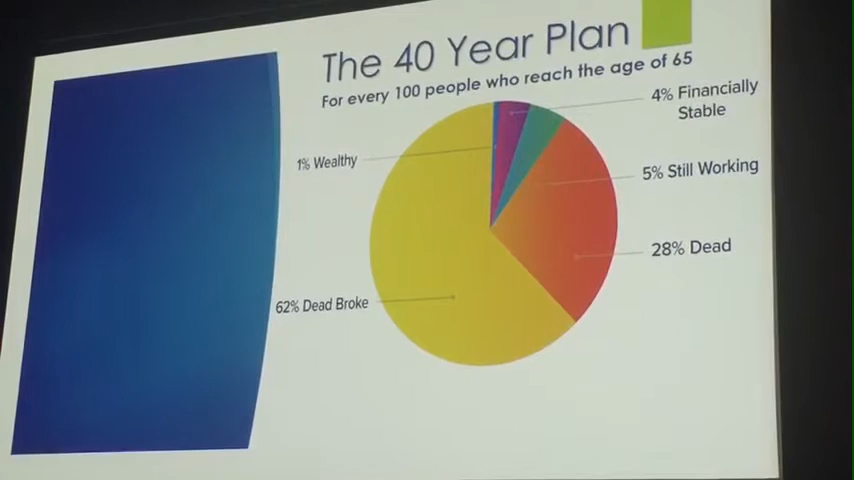 The 40 Year Plan
For every 100 people who reach the age of 65
4% Financially
Stable
1% Wealthy
5% Still Working
28% Dead
62% Dead Broke